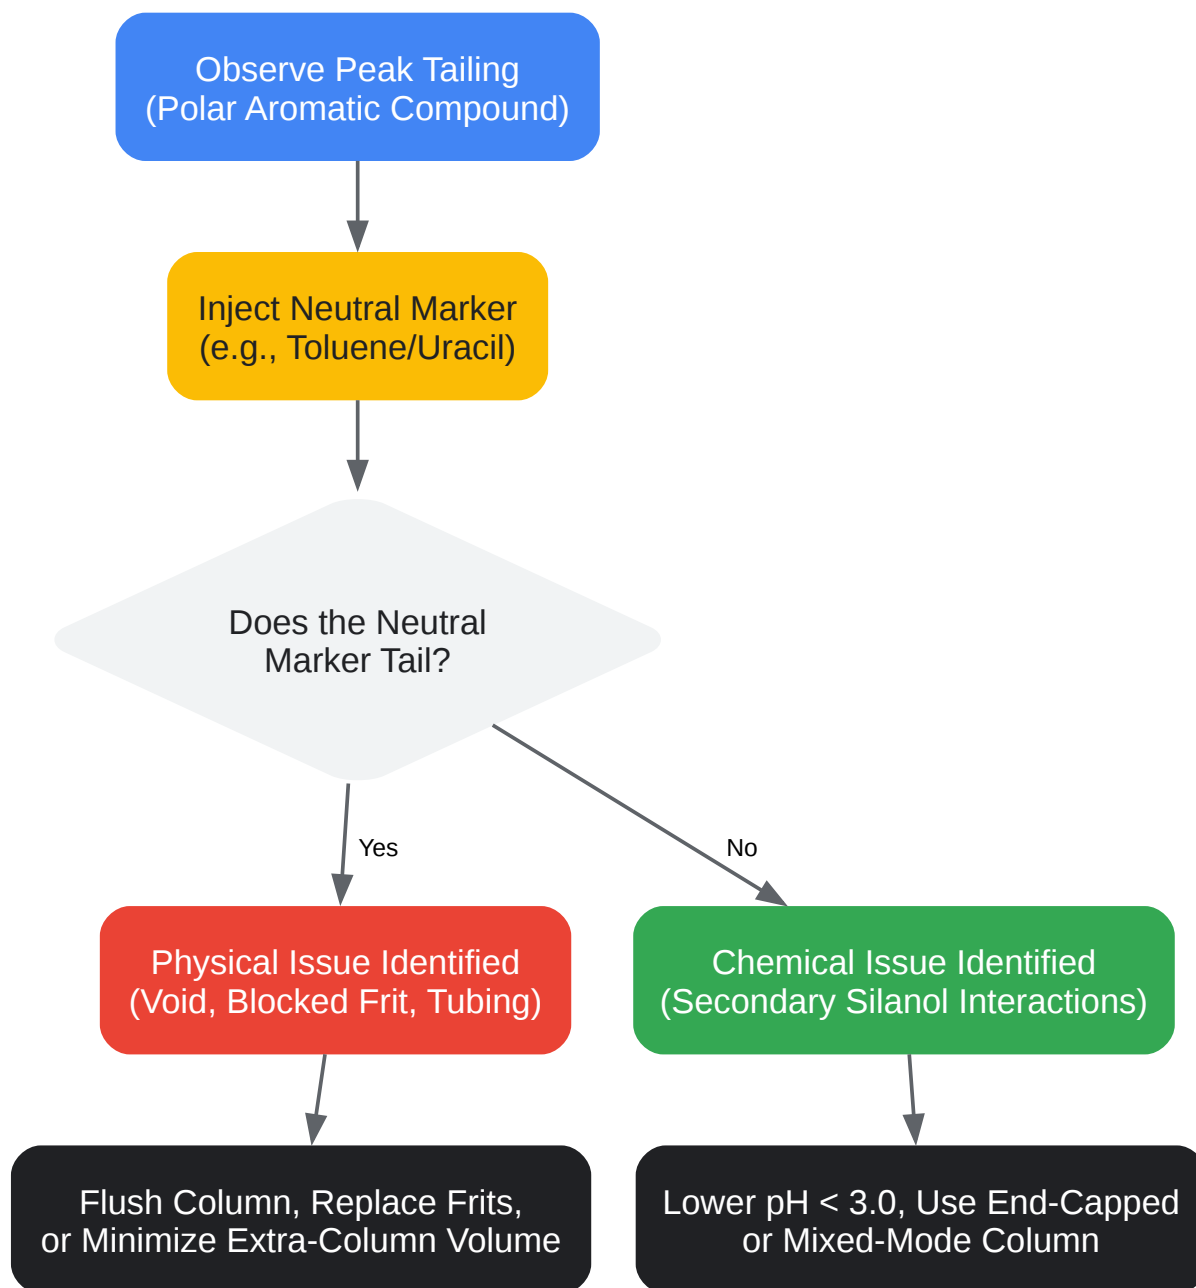 Observe Peak Tailing
(Polar Aromatic Compound)
Inject Neutral Marker
(e.g., Toluene/Uracil)
Does the Neutral
Marker Tail?
Yes
No
Physical Issue Identified
(Void, Blocked Frit, Tubing)
Chemical Issue Identified
(Secondary Silanol Interactions)
Flush Column, Replace Frits,
or Minimize Extra-Column Volume
Lower pH < 3.0, Use End-Capped
or Mixed-Mode Column